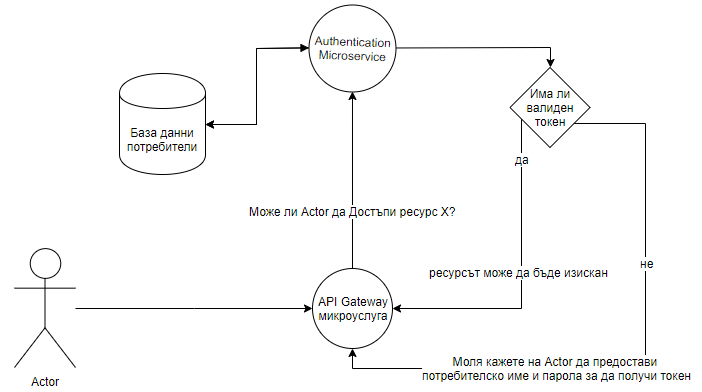 Authentication
Microservice
Има ли
валиден
токен
База данни
потребители
да
Може ли Actor да Достъпи ресурс X?
не
ресурсът може да бъде изискан
API Gateway
микроуслуга
Моля кажете на Actor да предостави
потребителско име и парола за да получи токен
Actor